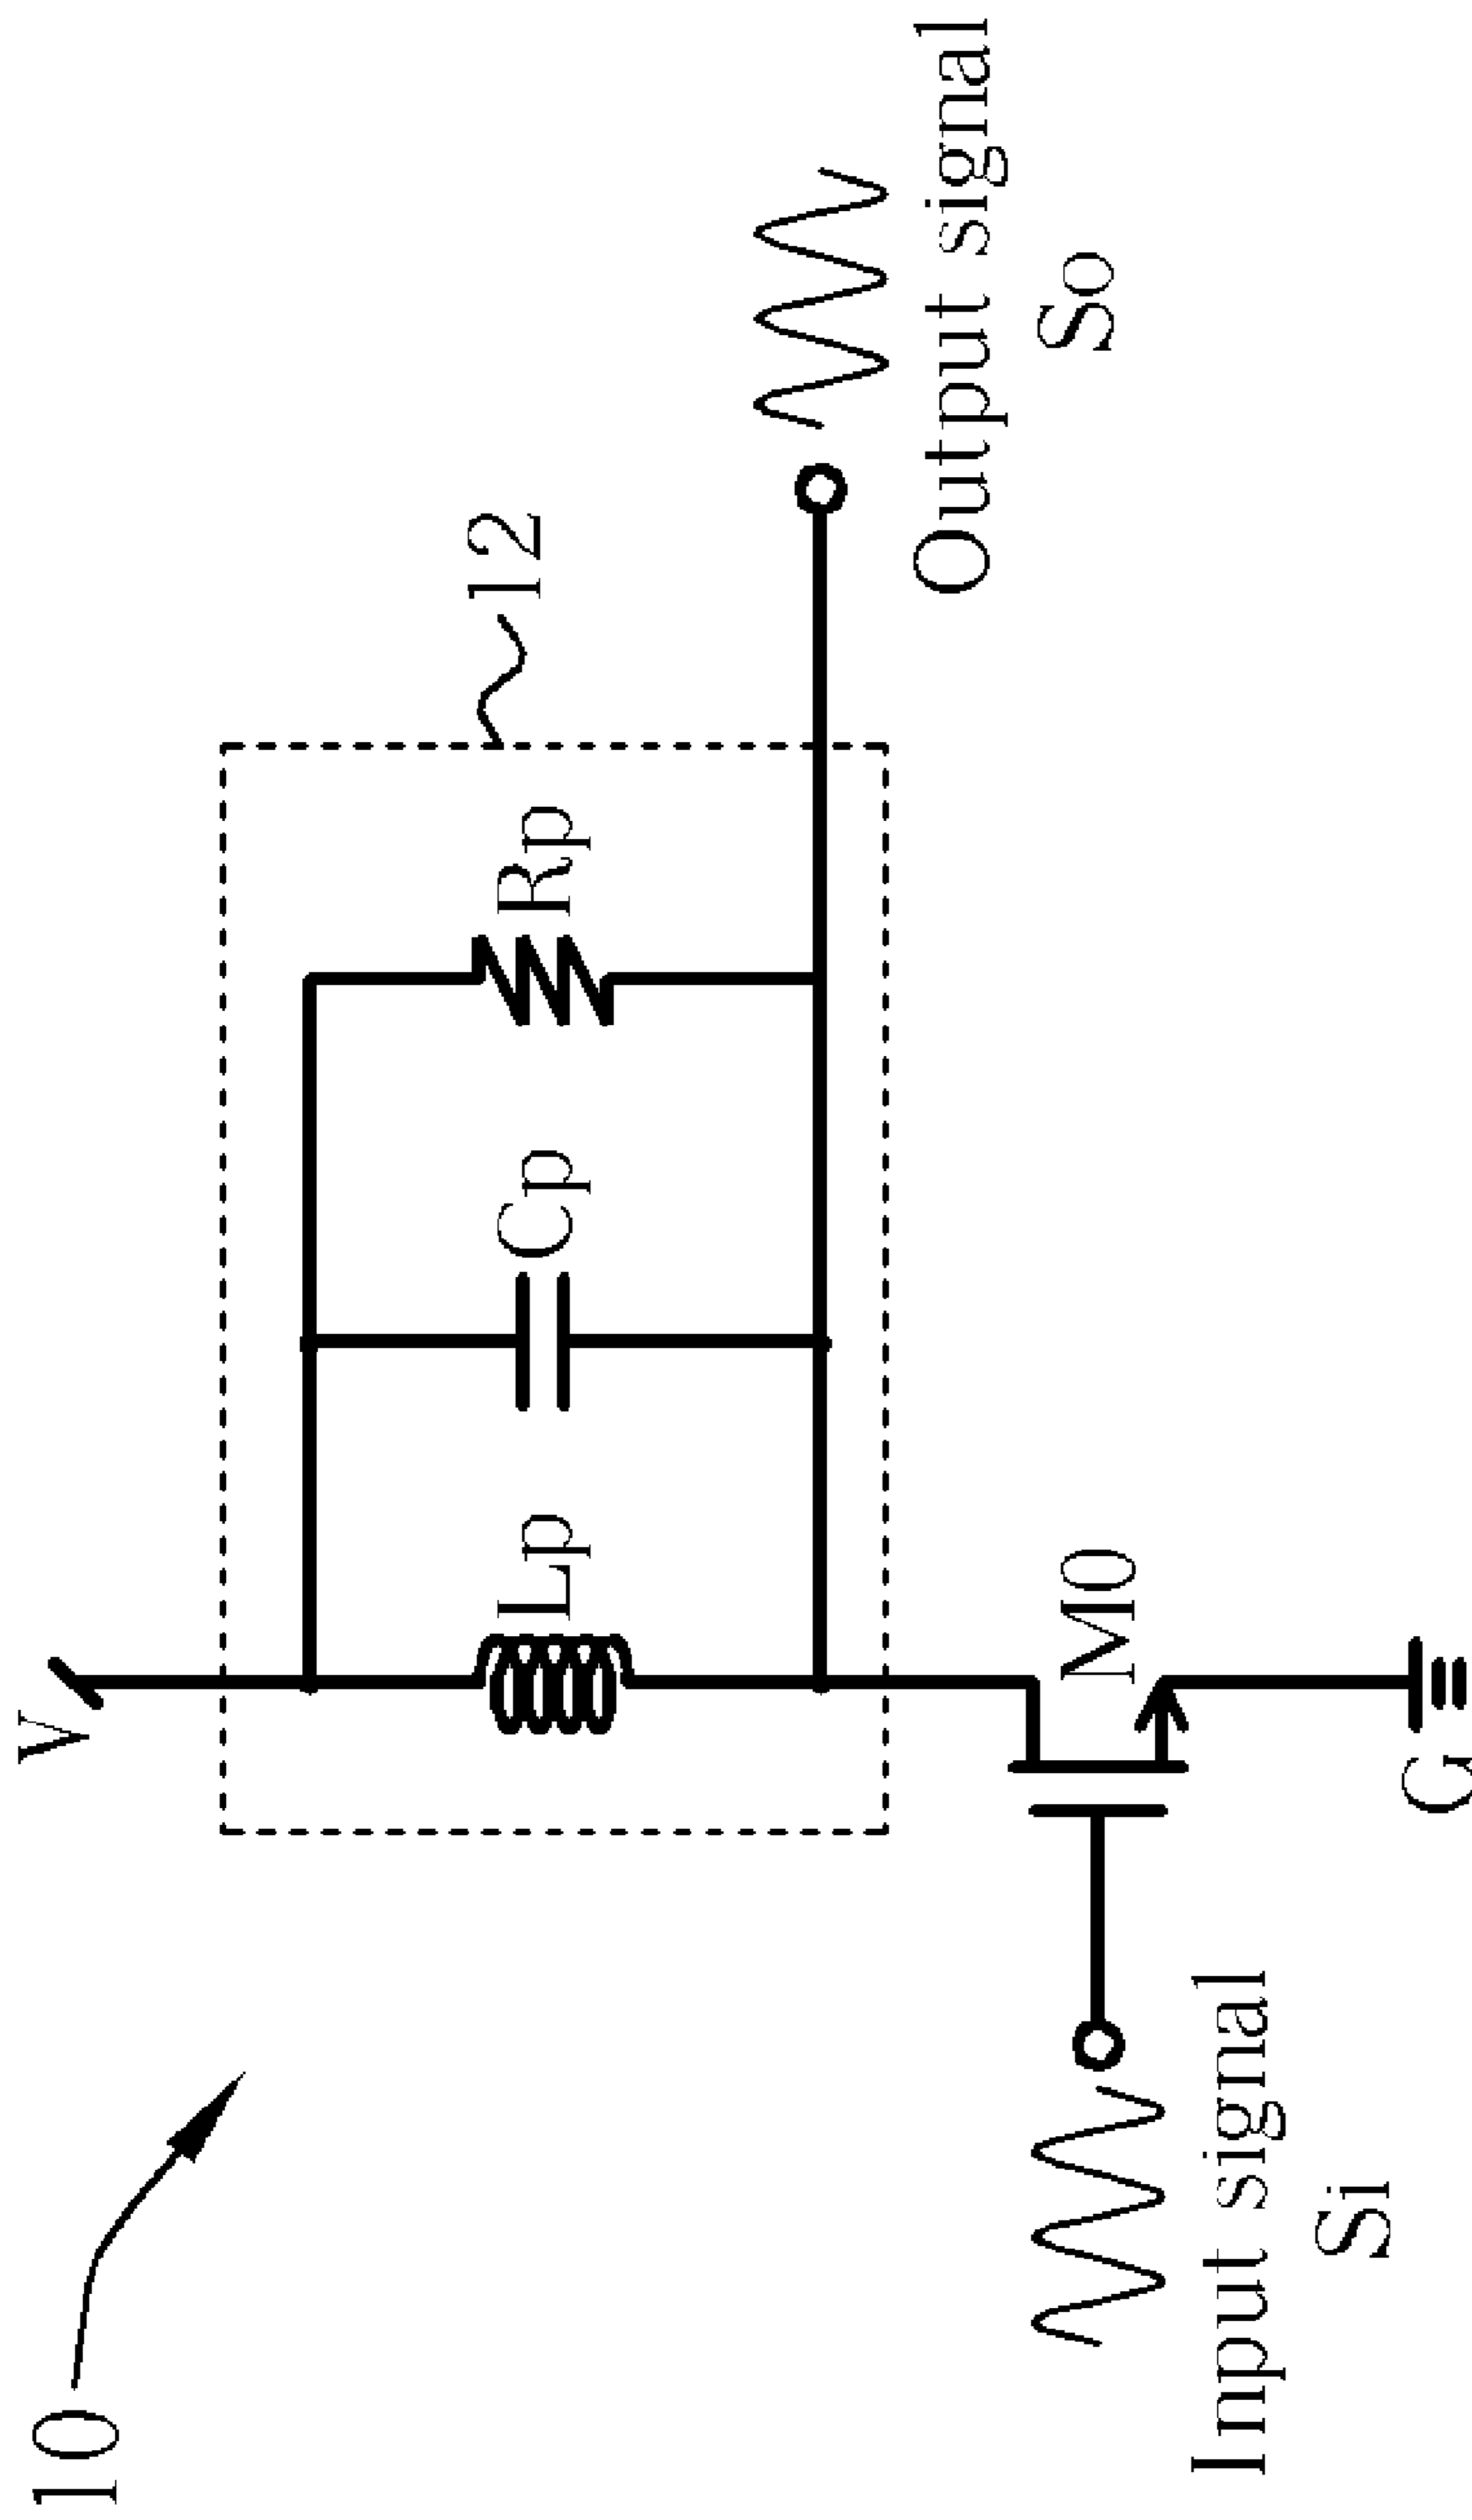 10
V
12
Lp
Cp
Rp
Output signal
So
M0
Input signal
Si
G